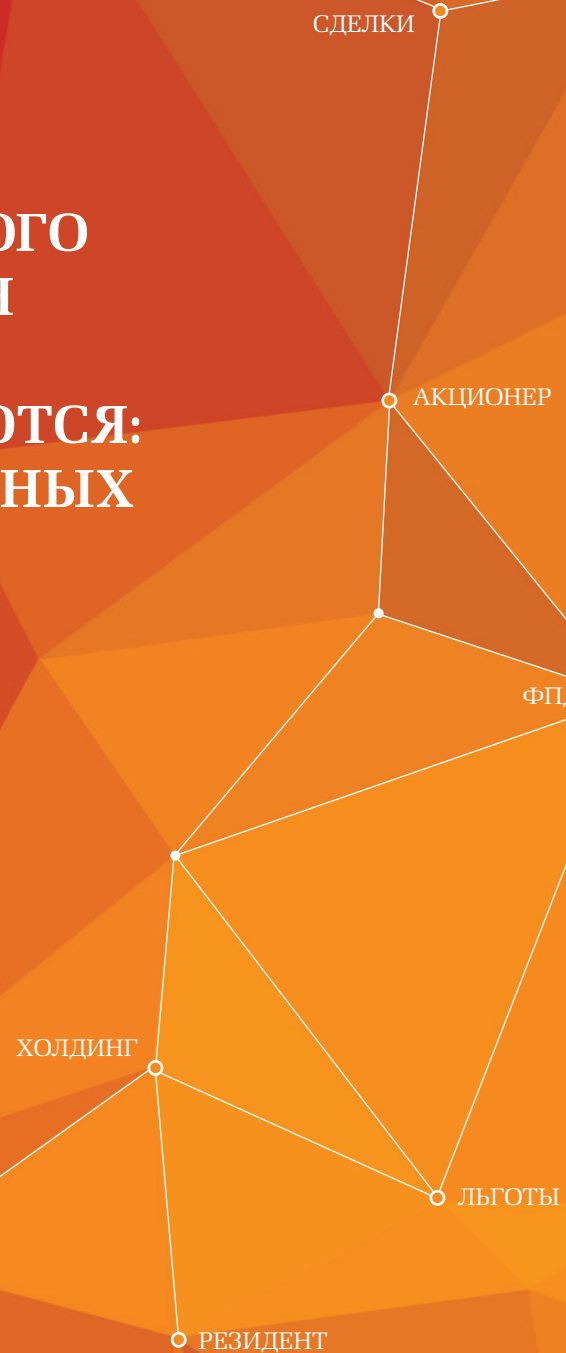 СДЕЛКИ
ОГО
АКЦИОНЕР
ОТСЯ:
НЫХ
ХОЛДИНГ
ЛЬГОТЫ
РЕЗИДЕНТ